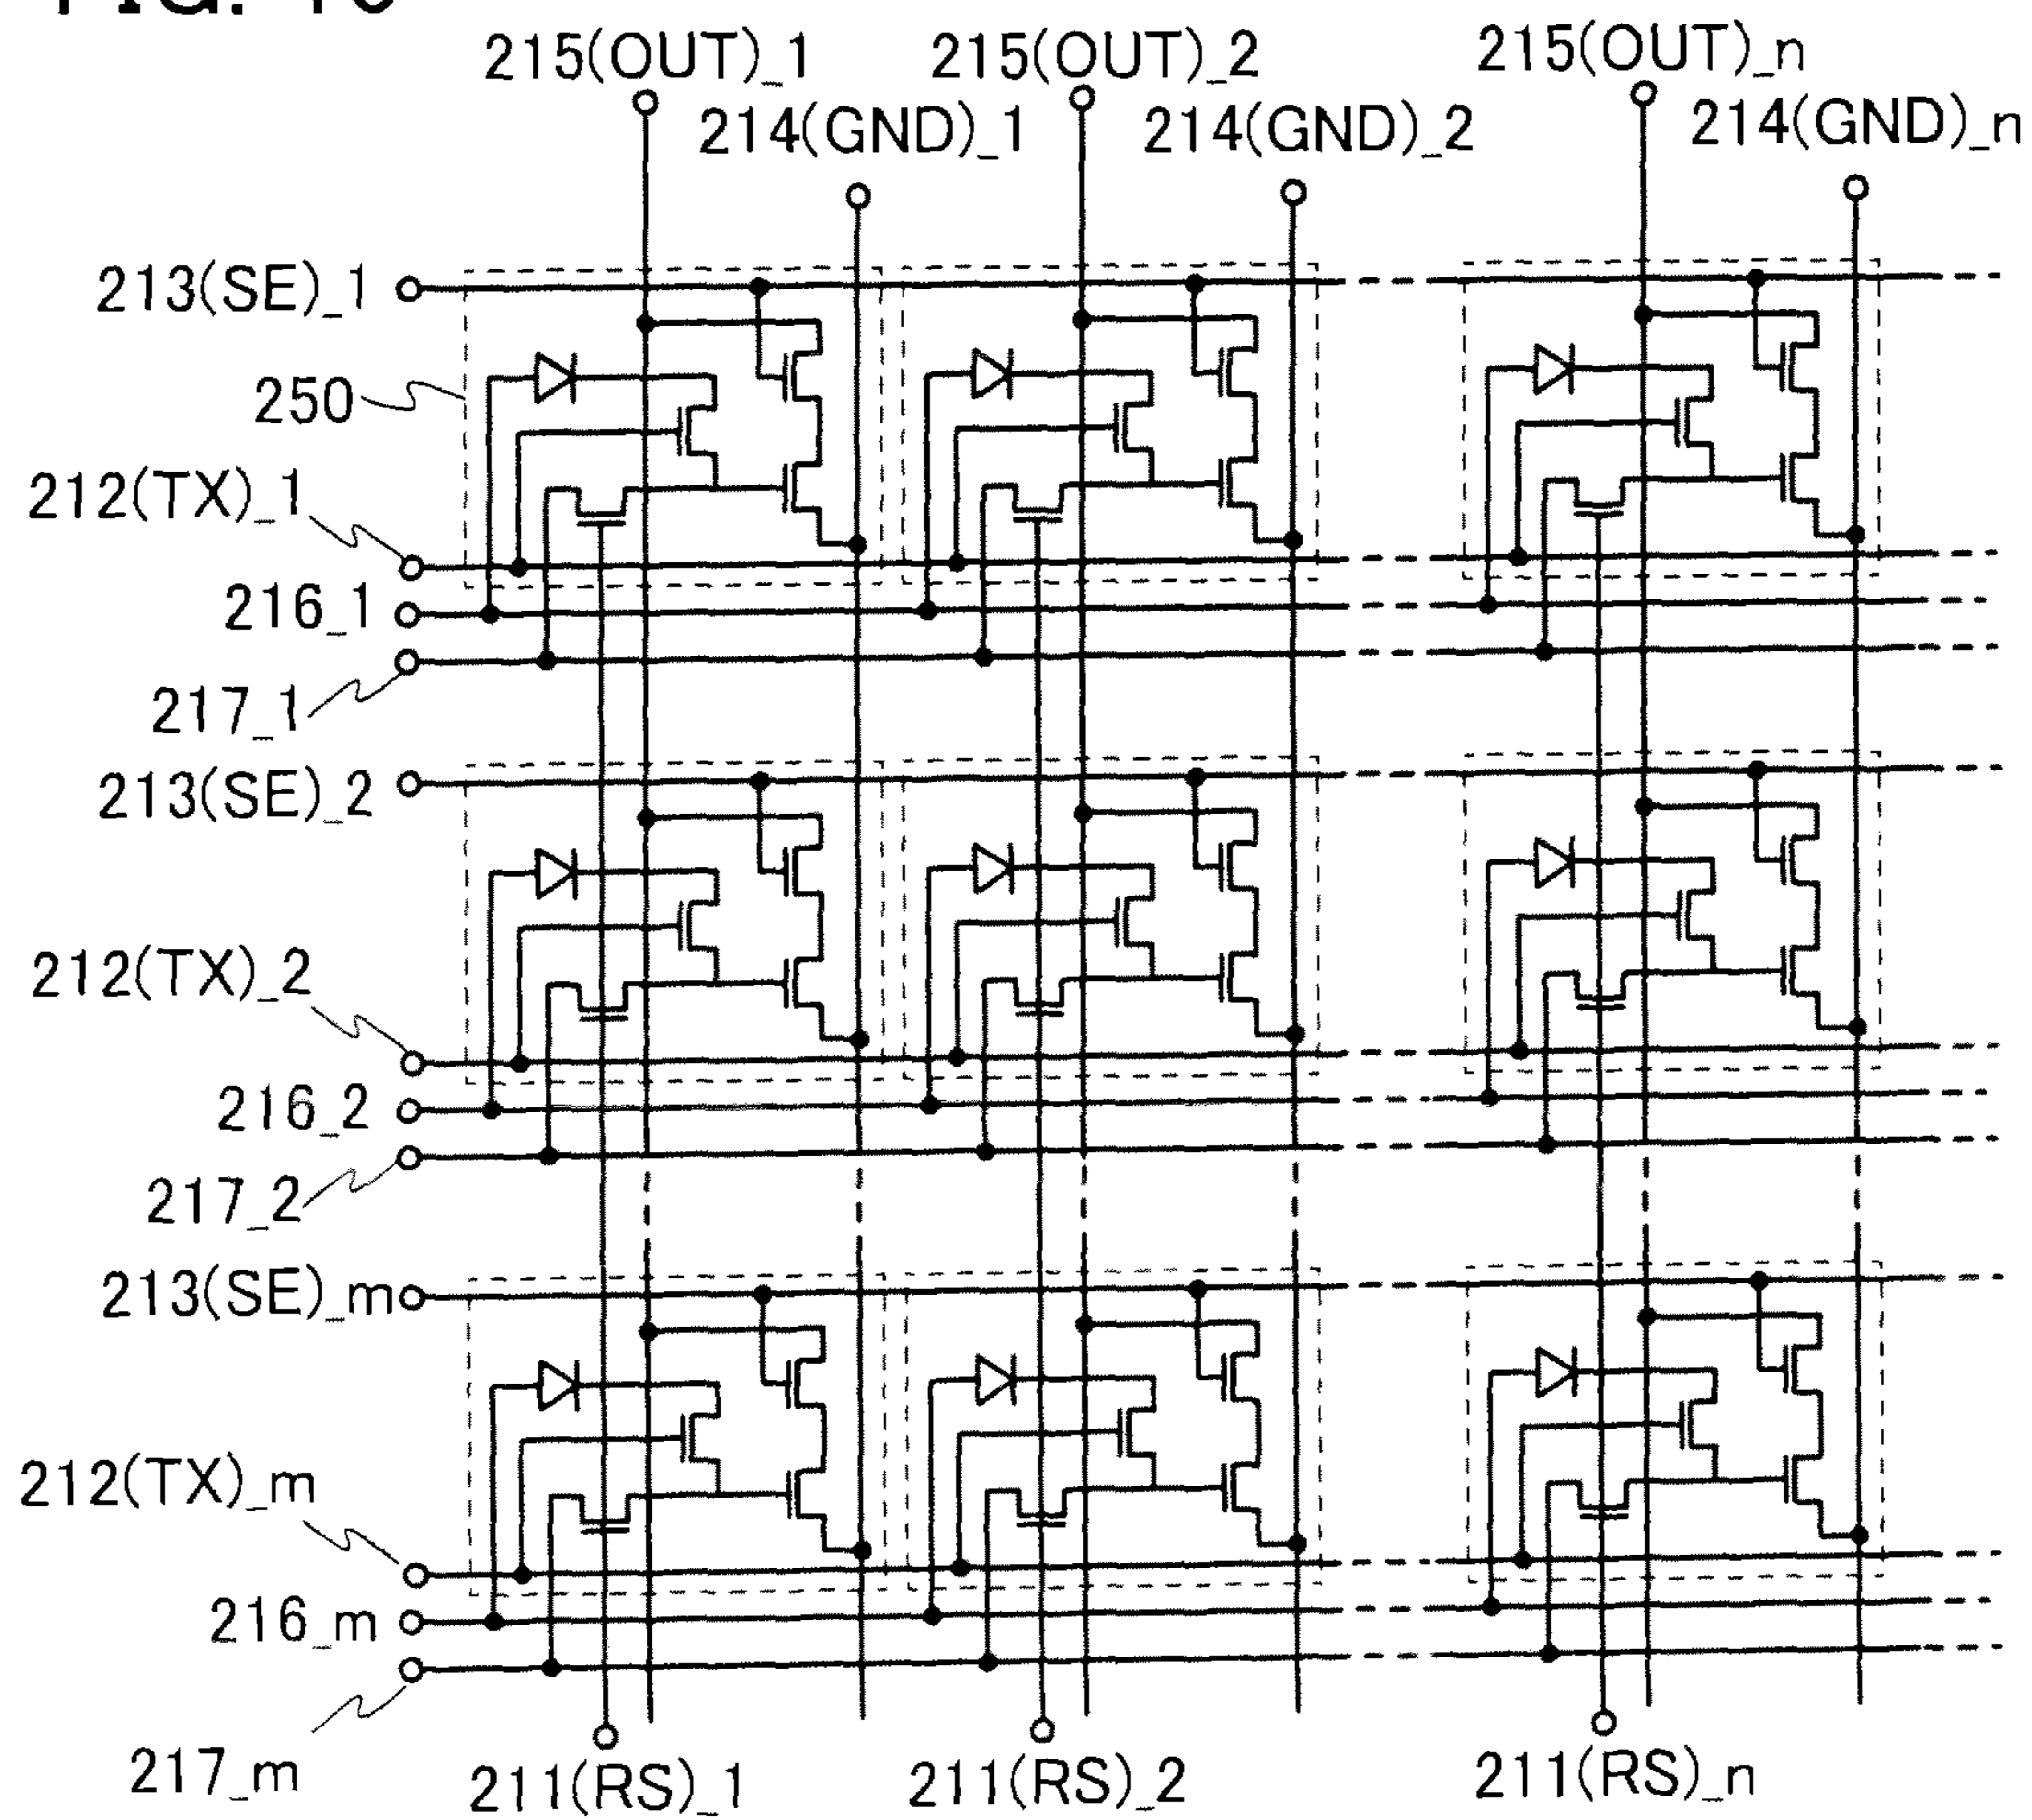 215(OUT)_1 215(OUT)_2 215(OUT)_n
214(GND)_1 214(GND)_2 214(GND)_n
213(SE)_1
250
212(TX)_1
216_1
217_1
213(SE)_2
212(TX)_2
216_2
217_2
213(SE)_m
212(TX)_m
216_m
217_m
211(RS)_1 211(RS)_2 211(RS)_n